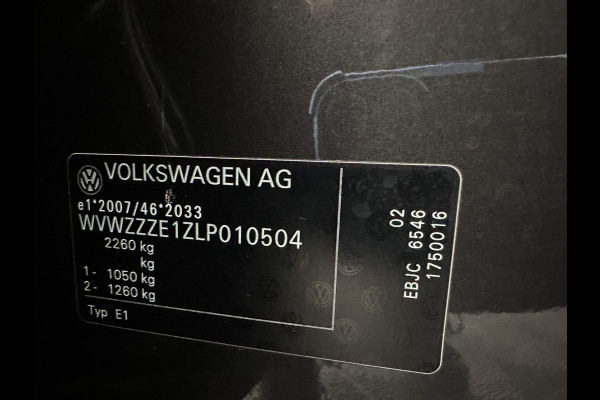 VOLKSWAGEN AG
e1*2007/46*2033
WVWZZZE1ZLP010504
2260 kg
kg
1 - 1050 kg
2 - 1260 kg
Typ E1
02
EBJC 6546
1750016